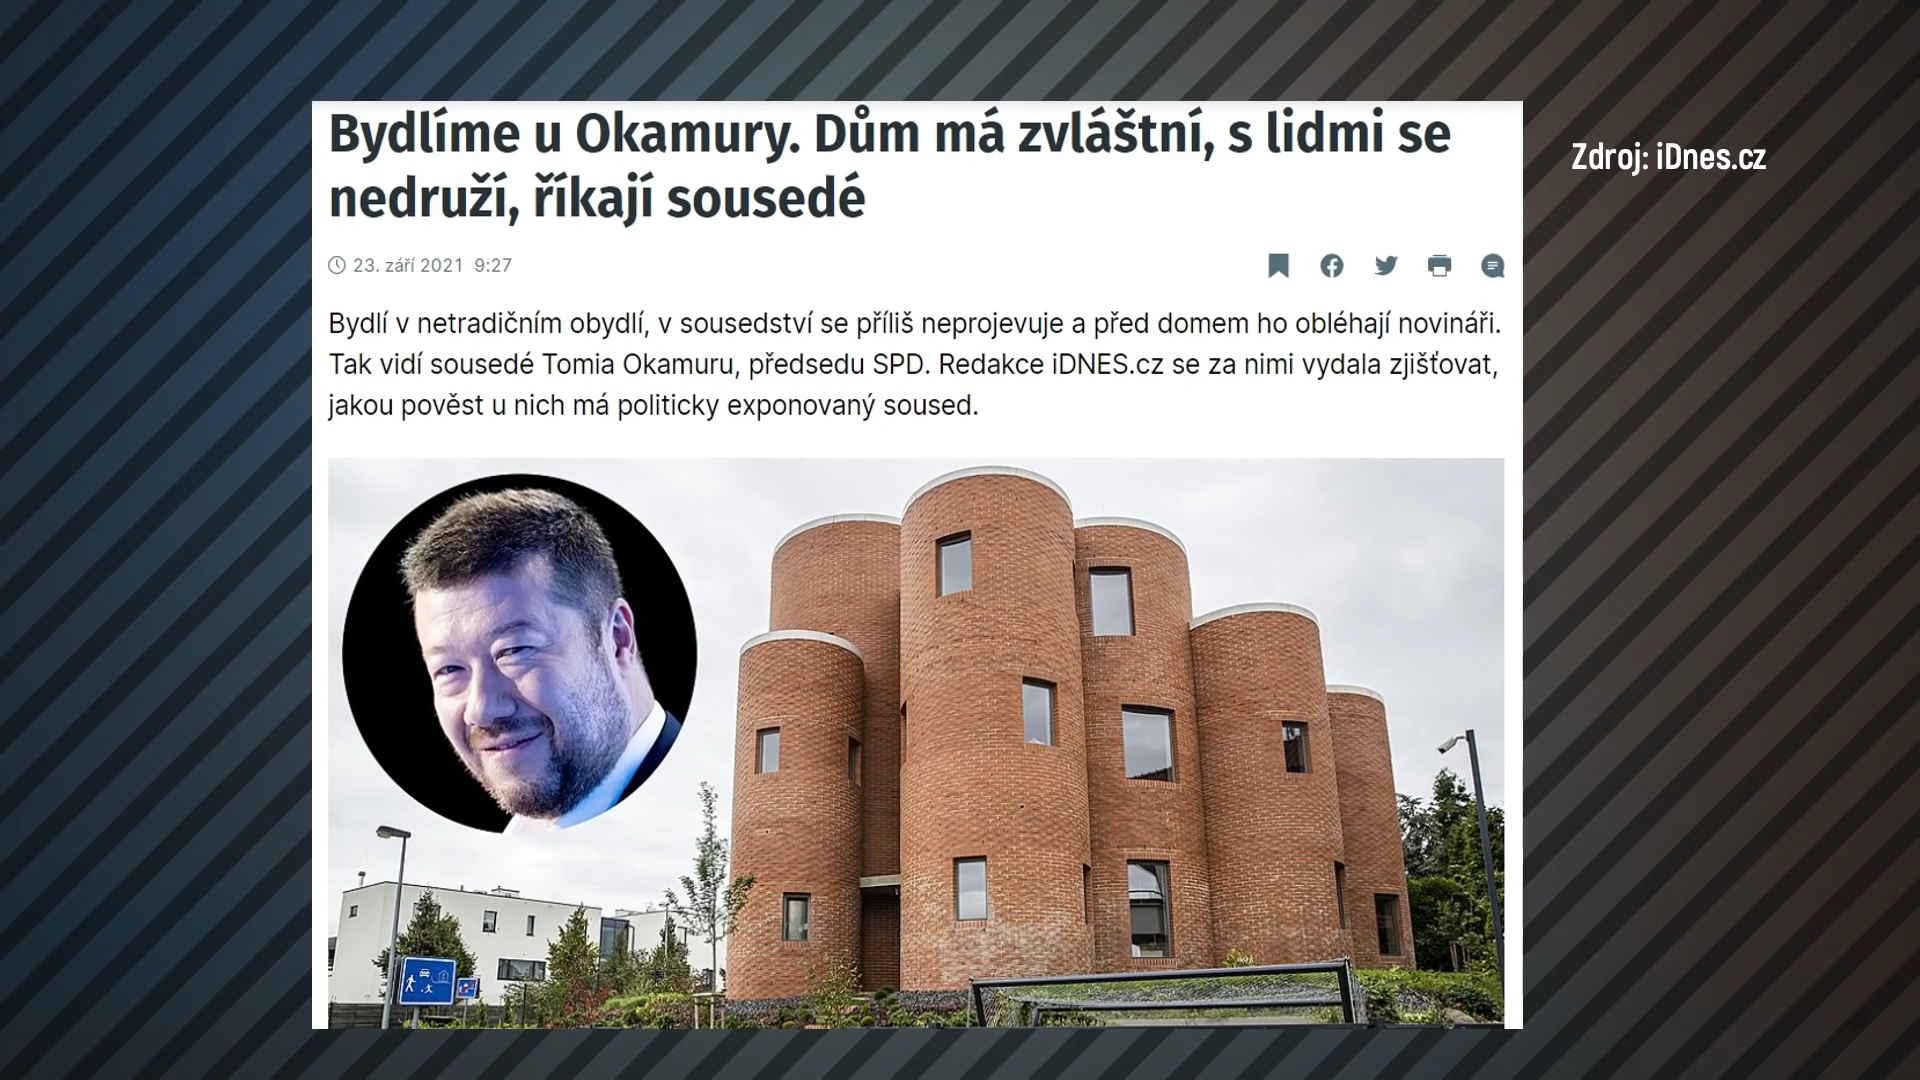 Bydlíme u Okamury. Dům má zvláštní, s lidmi se
nedruží, říkají sousedé
Zdroj: iDnes.cz
23. září 2021 9:27
Bydlí v netradičním obydlí, v sousedství se příliš neprojevuje a před domem ho obléhají novináři.
Tak vidí sousedé Tomia Okamuru, předsedu SPD. Redakce iDNES.cz se za nimi vydala zjišťovat,
jakou pověst u nich má politicky exponovaný soused.